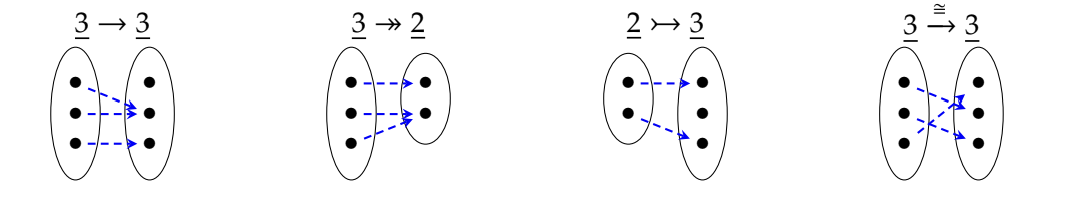 3 → 3
3 ↠ 2
2 ↣ 3
3 ≅→ 3